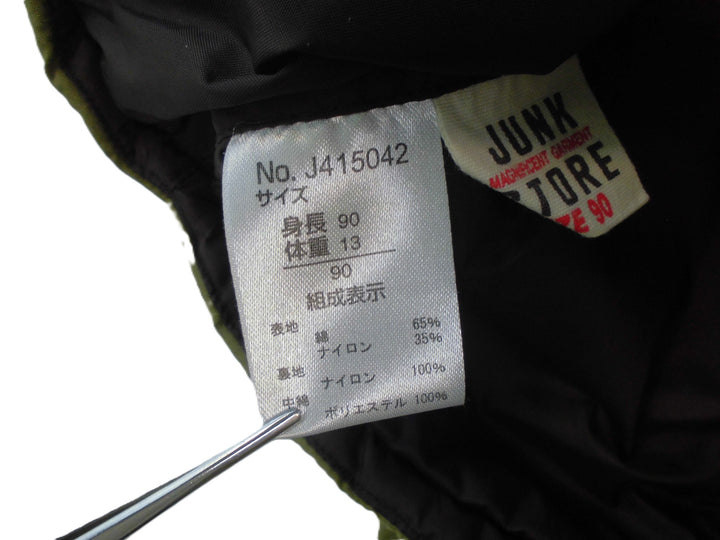 No. J415042
サイズ
身長 90
体重 13
90
組成表示
表地 綿 65%
ナイロン 35%
裏地 ナイロン 100%
中綿 ポリエステル 100%
JUNK
MAGNIFICENT GARMENT
STORE
90